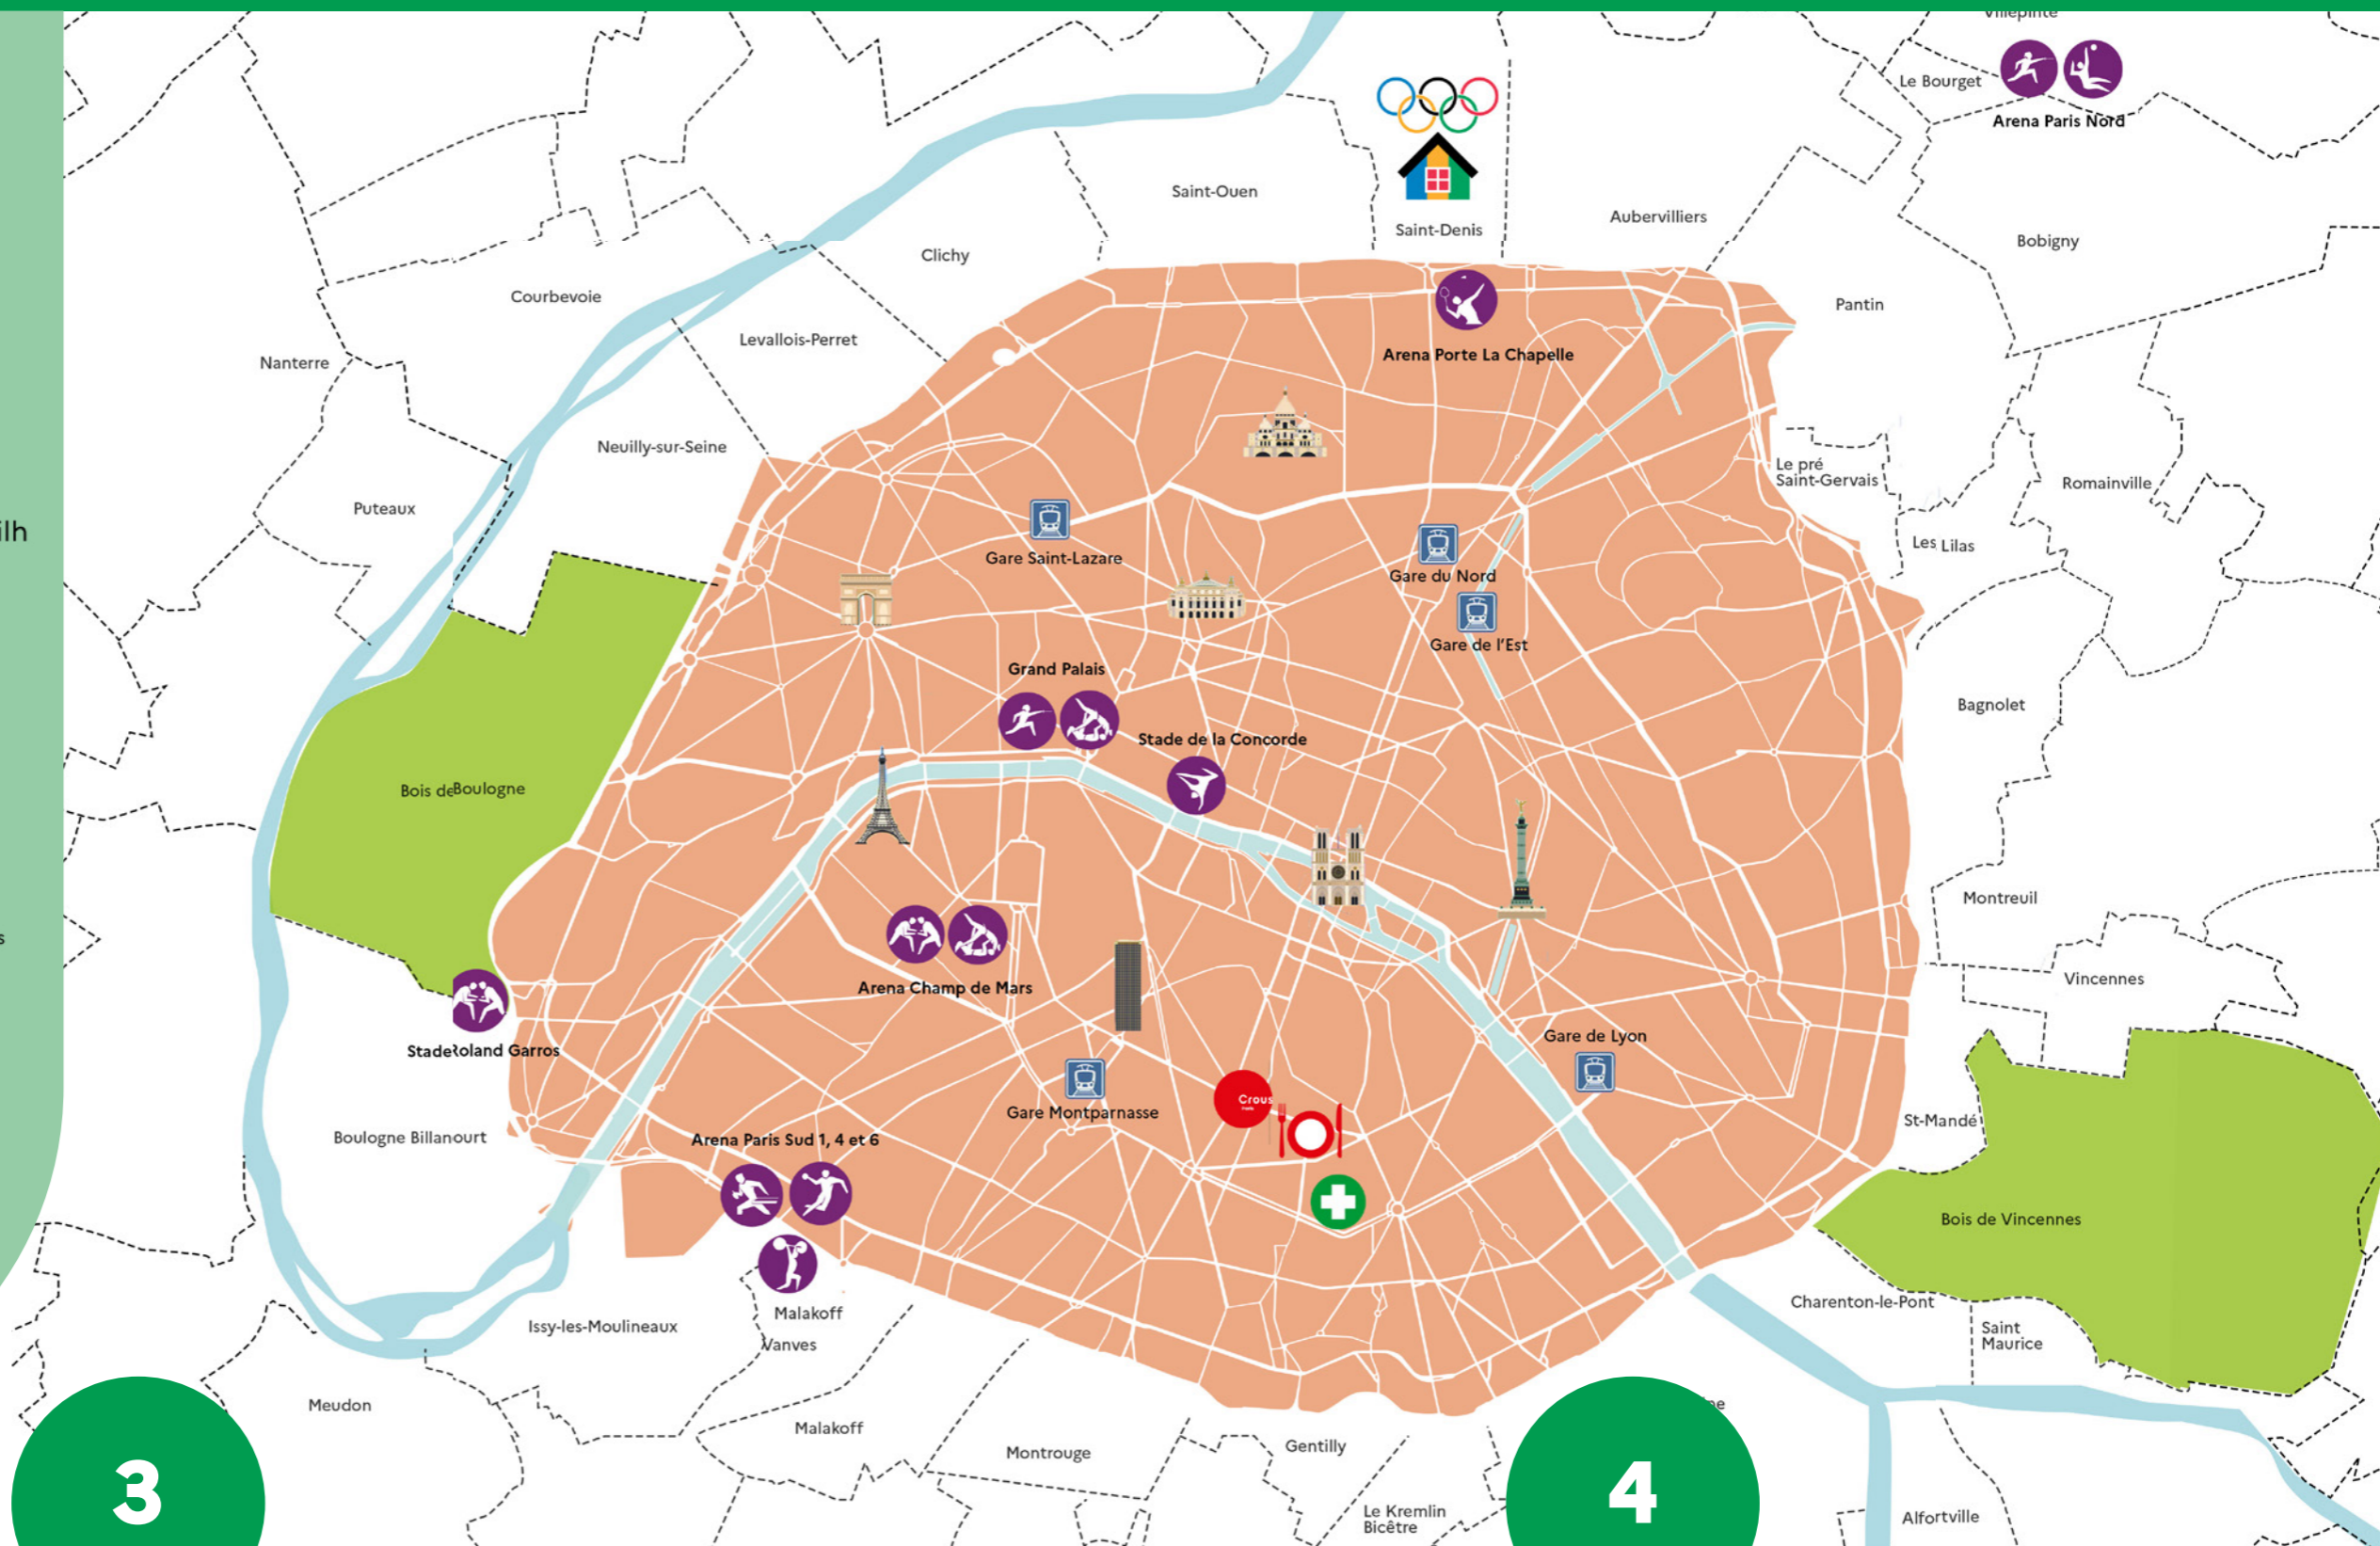 Villepinte
Le Bourget
Arena Paris Nord
Saint-Ouen
Saint-Denis
Aubervilliers
Bobigny
Clichy
Courbevoie
Pantin
Levallois-Perret
Arena Porte La Chapelle
Nanterre
Neuilly-sur-Seine
Le pré
Saint-Gervais
Romainville
Puteaux
ilh
Gare Saint-Lazare
Les Lilas
Gare du Nord
Gare de l'Est
Grand Palais
Bagnolet
Stade de la Concorde
Bois de Boulogne
Montreuil
s
Vincennes
Arena Champ de Mars
Gare de Lyon
Stade Roland Garros
Crous
Gare Montparnasse
St-Mandé
Boulogne Billanourt
Arena Paris Sud 1, 4 et 6
Bois de Vincennes
Charenton-le-Pont
Malakoff
Issy-les-Moulineaux
Vanves
Saint
Maurice
Meudon
Malakoff
Montrouge
Gentilly
Le Kremlin
Bicêtre
Alfortville
3
4